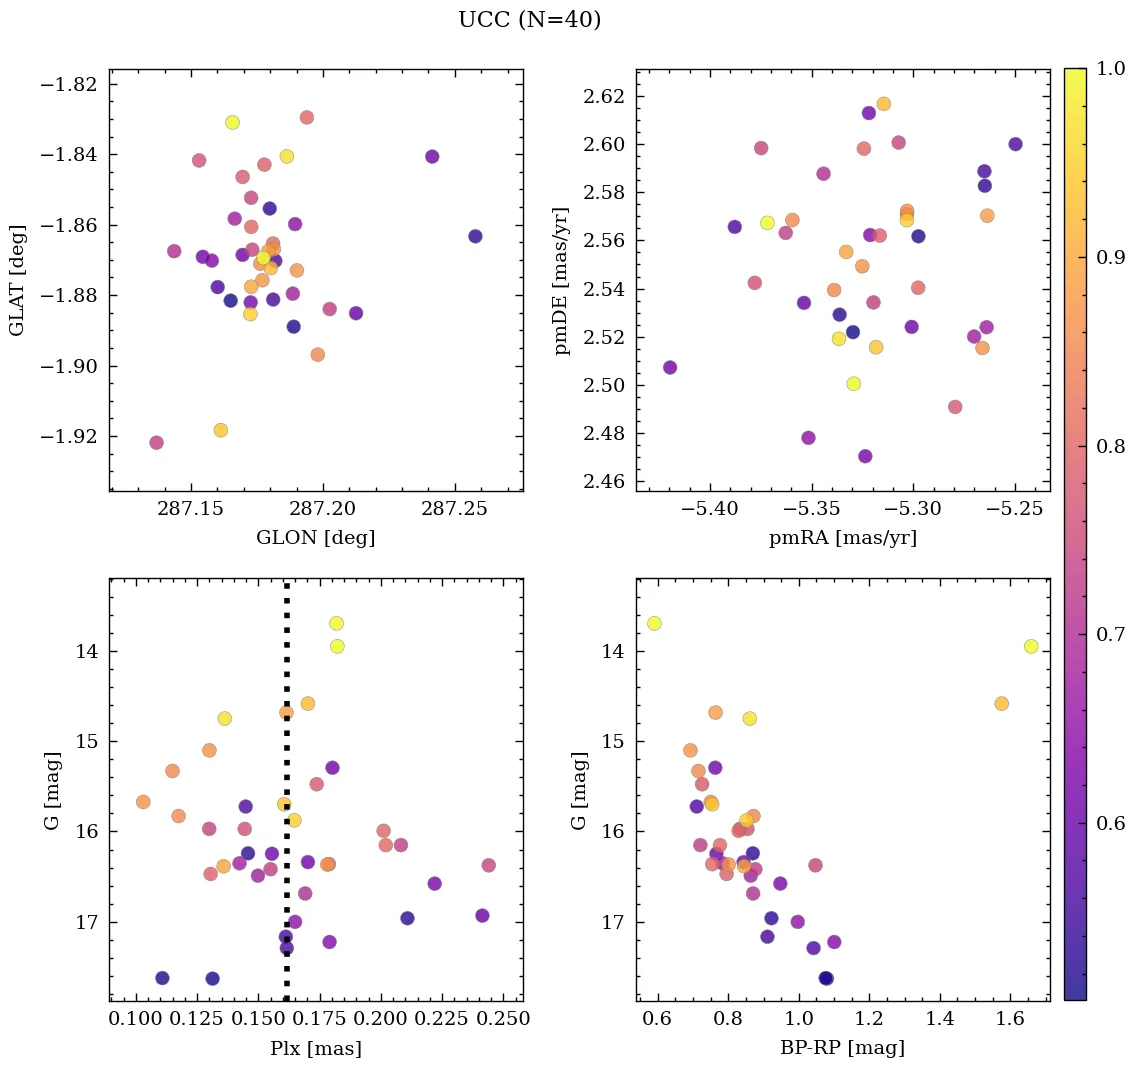 UCC (N=40)
−1.82
−1.84
−1.86
−1.88
−1.90
−1.92
GLAT [deg]
287.15 287.20 287.25
GLON [deg]
2.62
2.60
2.58
2.56
2.54
2.52
2.50
2.48
2.46
pmDE [mas/yr]
−5.40 −5.35 −5.30 −5.25
pmRA [mas/yr]
1.0
0.9
0.8
0.7
0.6
14
15
16
17
G [mag]
0.100 0.125 0.150 0.175 0.200 0.225 0.250
Plx [mas]
14
15
16
17
G [mag]
0.6 0.8 1.0 1.2 1.4 1.6
BP-RP [mag]